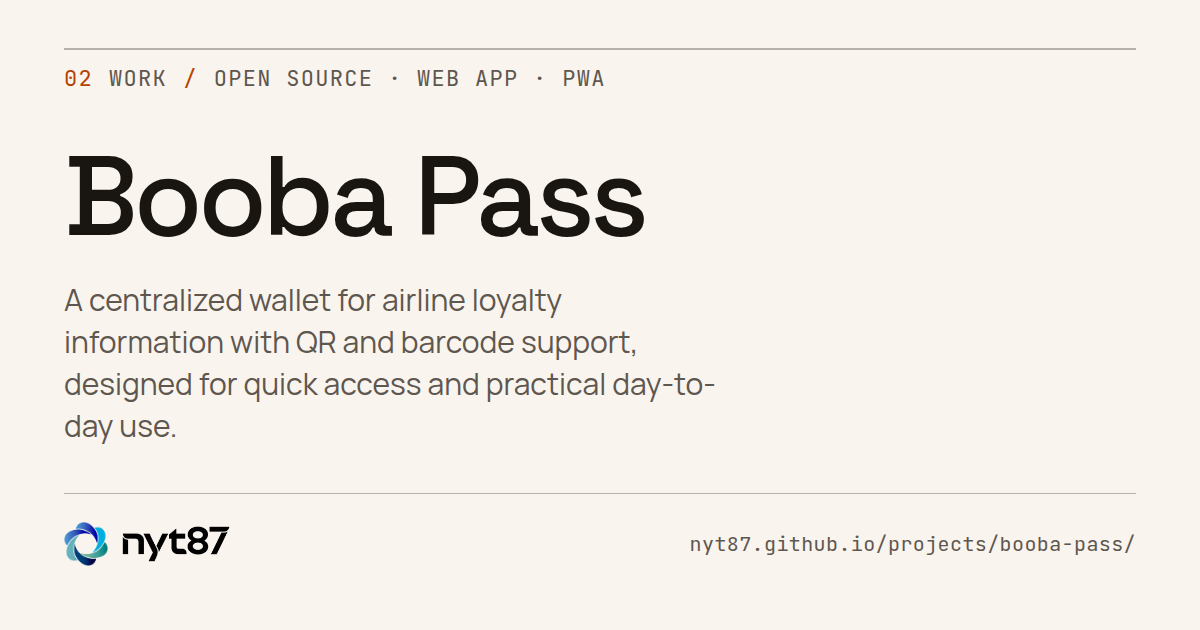 02 WORK / OPEN SOURCE · WEB APP · PWA
Booba Pass
A centralized wallet for airline loyalty
information with QR and barcode support,
designed for quick access and practical day-to-
day use.
nyt87
nyt87.github.io/projects/booba-pass/